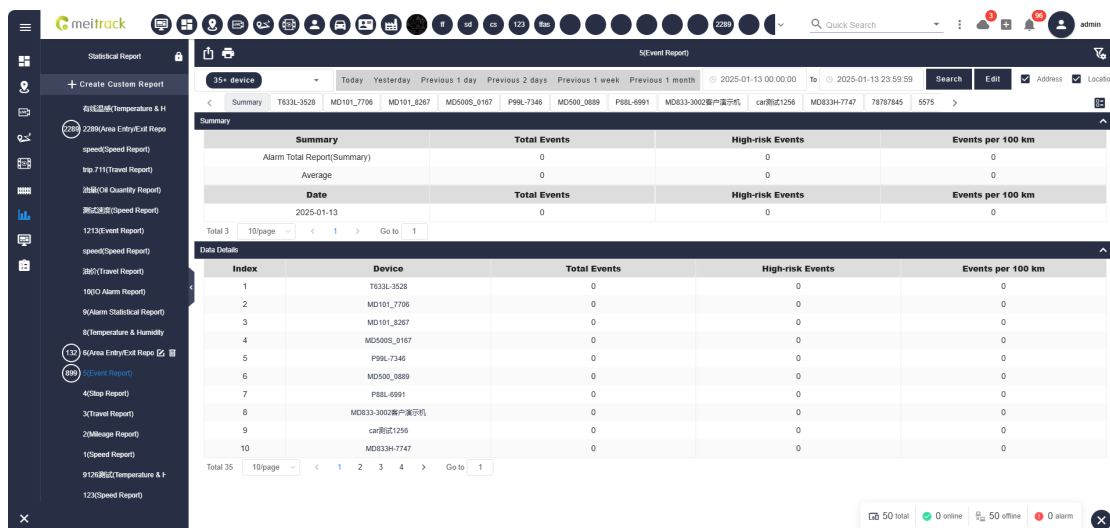 meitrack ff sd cs 123 ffas 2289 Quick Search 3 96 admin
Statistical Report
5(Event Report)
Create Custom Report
35+ device Today Yesterday Previous 1 day Previous 2 days Previous 1 week Previous 1 month 2025-01-13 00:00:00 To 2025-01-13 23:59:59 Search Edit Address Locatio
Summary T633L-3528 MD101_7706 MD101_8267 MD500S_0167 P99L-7346 MD500_0889 P88L-6991 MD833-3002客户演示机 car测试1256 MD833H-7747 78787845 5575
有线温感(Temperature & H
2289 2289(Area Entry/Exit Repo
speed(Speed Report)
trip.711(Travel Report)
油量(Oil Quantity Report)
测试速度(Speed Report)
1213(Event Report)
speed(Speed Report)
油价(Travel Report)
10(IO Alarm Report)
9(Alarm Statistical Report)
8(Temperature & Humidity
132 6(Area Entry/Exit Repo
899 5(Event Report)
4(Stop Report)
3(Travel Report)
2(Mileage Report)
1(Speed Report)
9126测试(Temperature & H
123(Speed Report)
Summary
Summary Total Events High-risk Events Events per 100 km
Alarm Total Report(Summary) 0 0 0
Average 0 0 0
Date Total Events High-risk Events Events per 100 km
2025-01-13 0 0 0
Total 3 10/page 1 Go to 1
Data Details
Index Device Total Events High-risk Events Events per 100 km
1 T633L-3528 0 0 0
2 MD101_7706 0 0 0
3 MD101_8267 0 0 0
4 MD500S_0167 0 0 0
5 P99L-7346 0 0 0
6 MD500_0889 0 0 0
7 P88L-6991 0 0 0
8 MD833-3002客户演示机 0 0 0
9 car测试1256 0 0 0
10 MD833H-7747 0 0 0
Total 35 10/page 1 2 3 4 Go to 1
50 total 0 online 50 offline 0 alarm